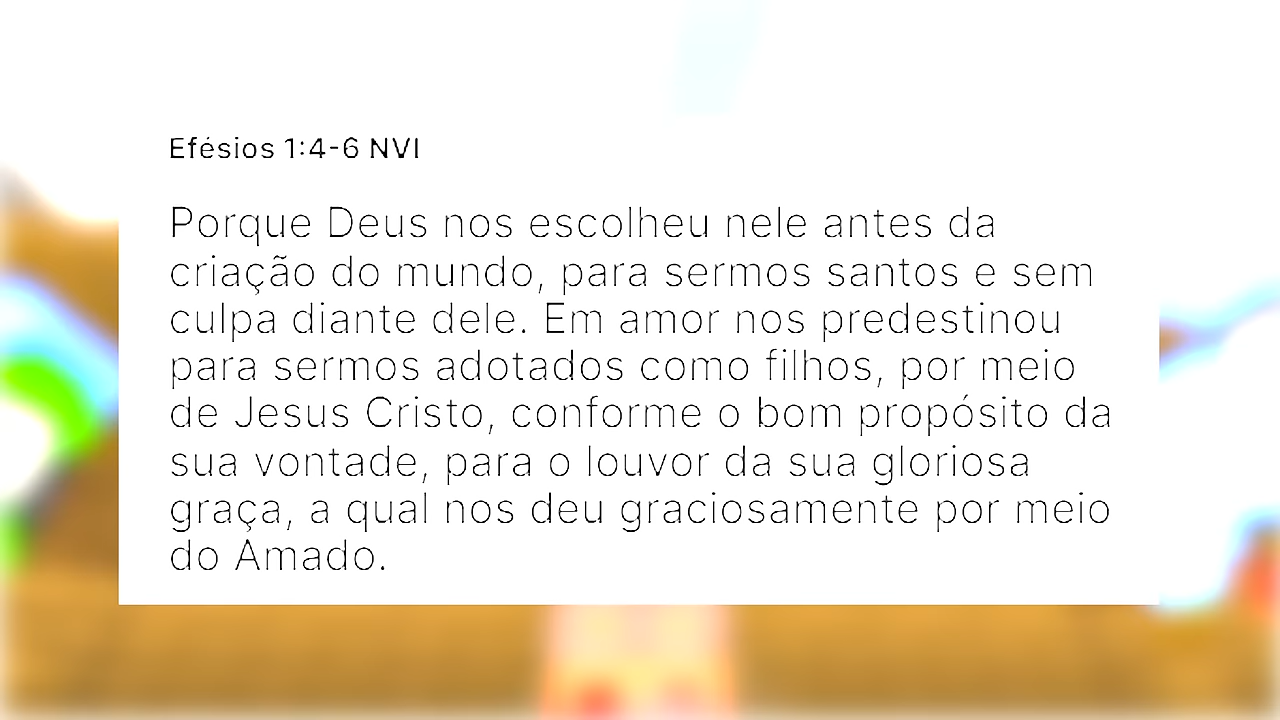 Efésios 1:4-6 NVI
Porque Deus nos escolheu nele antes da
criação do mundo, para sermos santos e sem
culpa diante dele. Em amor nos predestinou
para sermos adotados como filhos, por meio
de Jesus Cristo, conforme o bom propósito da
sua vontade, para o louvor da sua gloriosa
graça, a qual nos deu graciosamente por meio
do Amado.